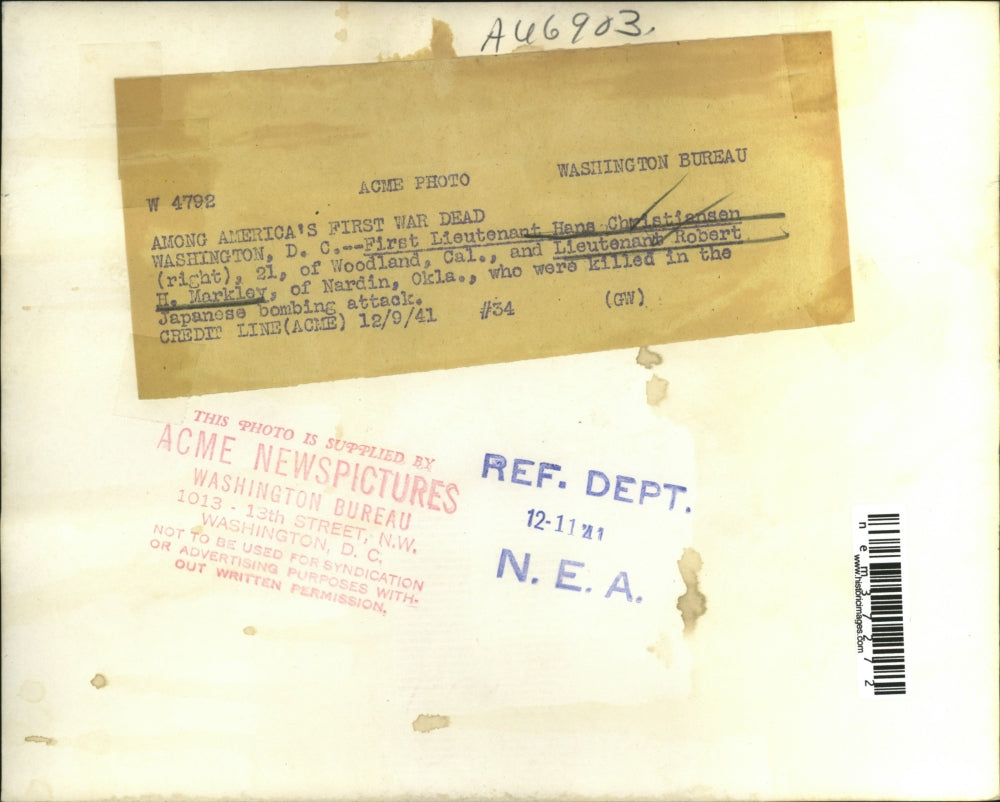 A46903.
W 4792 ACME PHOTO WASHINGTON BUREAU
AMONG AMERICA'S FIRST WAR DEAD
WASHINGTON, D. C.--First Lieutenant Hans Christiansen
(right), 21, of Woodland, Cal., and Lieutenant Robert
H. Markley, of Nardin, Okla., who were killed in the
Japanese bombing attack.
CREDIT LINE(ACME) 12/9/41 #34 (GW)
THIS PHOTO IS SUPPLIED BY
ACME NEWSPICTURES
WASHINGTON BUREAU
1013 - 13th STREET, N.W.
WASHINGTON, D. C.
NOT TO BE USED FOR SYNDICATION
OR ADVERTISING PURPOSES WITH-
OUT WRITTEN PERMISSION.
REF. DEPT.
12-11 '41
N. E. A.
nem37272
www.historicimages.com